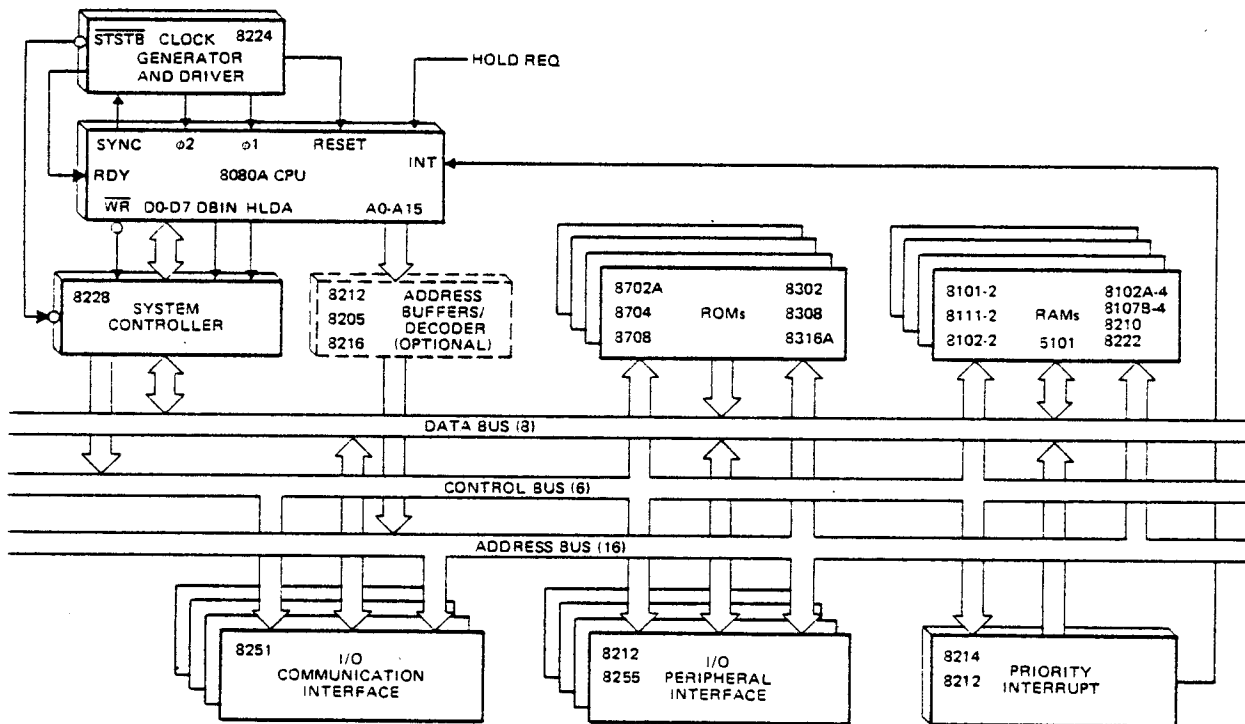 STSTB CLOCK 8224
GENERATOR
AND DRIVER
HOLD REQ
SYNC φ2 φ1 RESET
INT
RDY 8080A CPU
WR D0-D7 DBIN HLDA A0-A15
8228
SYSTEM
CONTROLLER
8212 ADDRESS
8205 BUFFERS/
DECODER
8216 (OPTIONAL)
8702A 8302
8704 ROMs 8308
8708 8316A
8101-2 8102A-4
8111-2 RAMs 8107B-4
8210
8102-2 5101 8222
DATA BUS (8)
CONTROL BUS (6)
ADDRESS BUS (16)
8251 I/O
COMMUNICATION
INTERFACE
8212 I/O
8255 PERIPHERAL
INTERFACE
8214 PRIORITY
8212 INTERRUPT